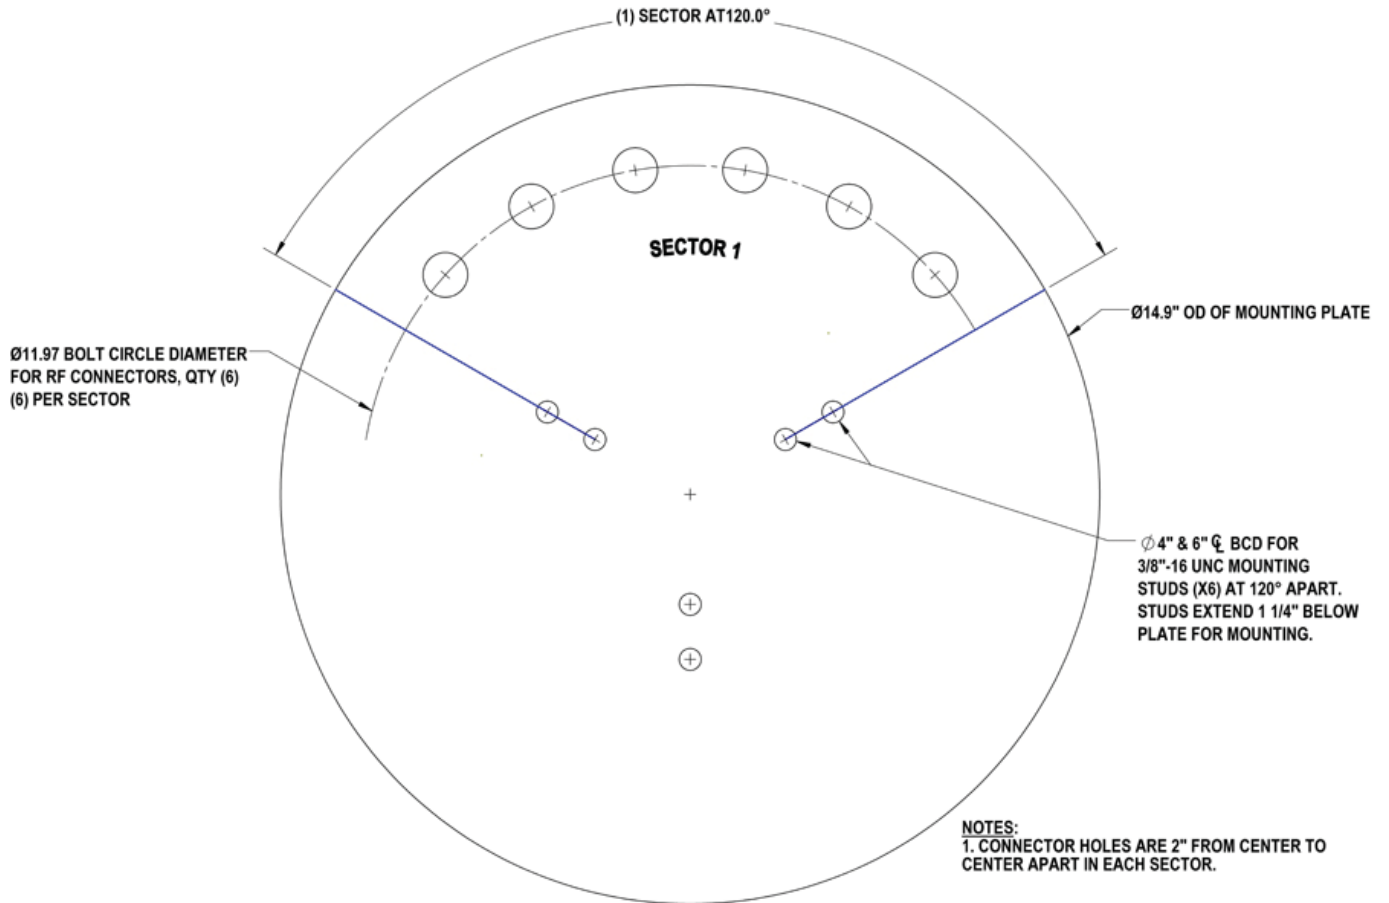 (1) SECTOR AT120.0°
SECTOR 1
Ø14.9" OD OF MOUNTING PLATE
Ø11.97 BOLT CIRCLE DIAMETER
FOR RF CONNECTORS, QTY (6)
(6) PER SECTOR
∅4" & 6" ℄ BCD FOR
3/8"-16 UNC MOUNTING
STUDS (X6) AT 120° APART.
STUDS EXTEND 1 1/4" BELOW
PLATE FOR MOUNTING.
NOTES:
1. CONNECTOR HOLES ARE 2" FROM CENTER TO
CENTER APART IN EACH SECTOR.